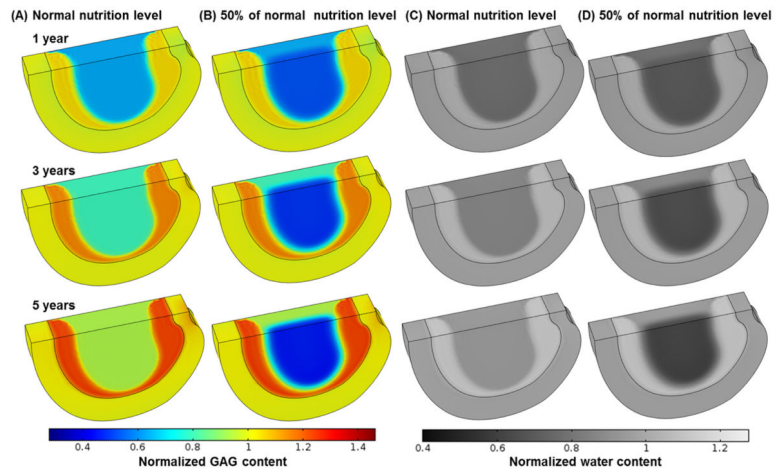 (A) Normal nutrition level (B) 50% of normal nutrition level (C) Normal nutrition level (D) 50% of normal nutrition level
1 year
3 years
5 years
0.4 0.6 0.8 1 1.2 1.4
Normalized GAG content
0.4 0.6 0.8 1 1.2
Normalized water content